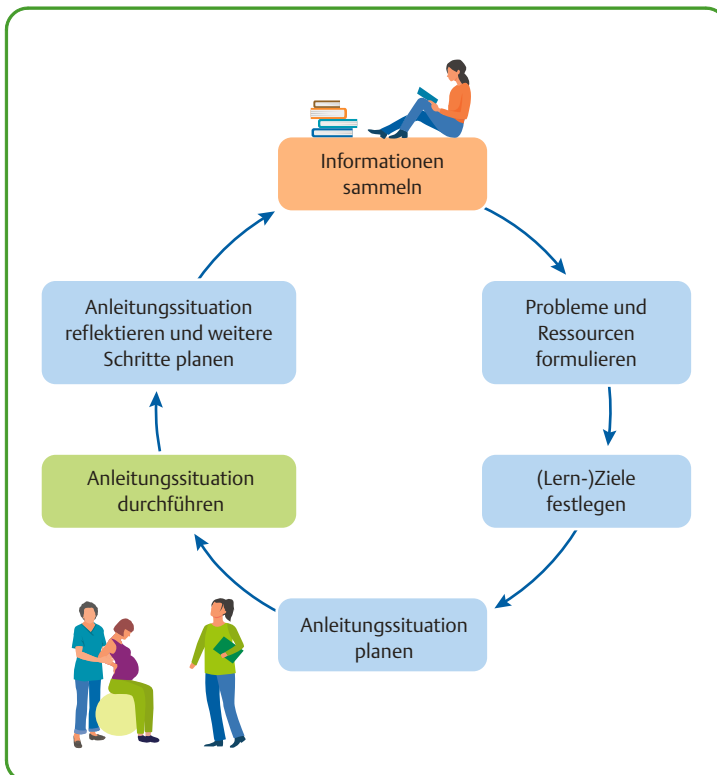 Informationen
sammeln
Probleme und
Ressourcen
formulieren
(Lern-)Ziele
festlegen
Anleitungssituation
planen
Anleitungssituation
durchführen
Anleitungssituation
reflektieren und weitere
Schritte planen